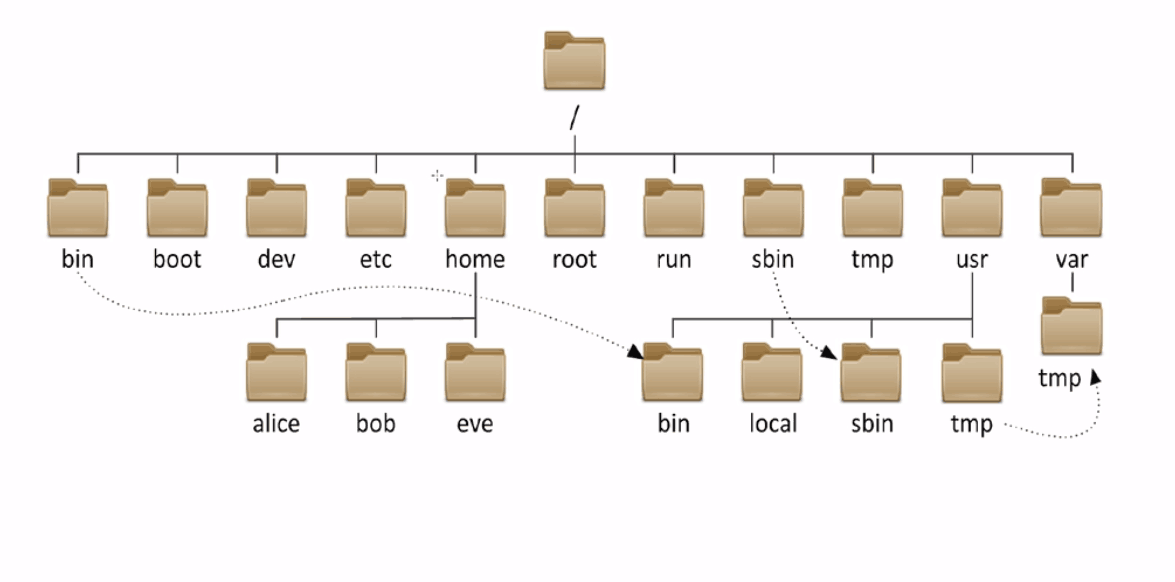 /
bin boot dev etc home root run sbin tmp usr var
tmp
alice bob eve bin local sbin tmp